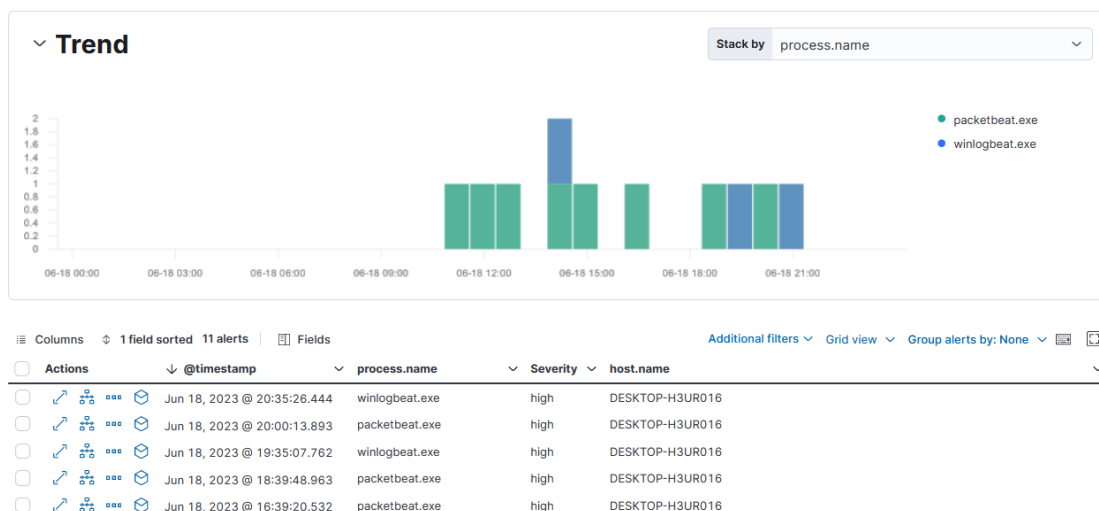 Trend
Stack by process.name
2
1.8
1.6
1.4
1.2
1
0.8
0.6
0.4
0.2
0
06-18 00:00 06-18 03:00 06-18 06:00 06-18 09:00 06-18 12:00 06-18 15:00 06-18 18:00 06-18 21:00
packetbeat.exe
winlogbeat.exe
Columns 1 field sorted 11 alerts Fields Additional filters Grid view Group alerts by: None
Actions @timestamp process.name Severity host.name
Jun 18, 2023 @ 20:35:26.444 winlogbeat.exe high DESKTOP-H3UR016
Jun 18, 2023 @ 20:00:13.893 packetbeat.exe high DESKTOP-H3UR016
Jun 18, 2023 @ 19:35:07.762 winlogbeat.exe high DESKTOP-H3UR016
Jun 18, 2023 @ 18:39:48.963 packetbeat.exe high DESKTOP-H3UR016
Jun 18, 2023 @ 16:39:20.532 packetbeat.exe high DESKTOP-H3UR016